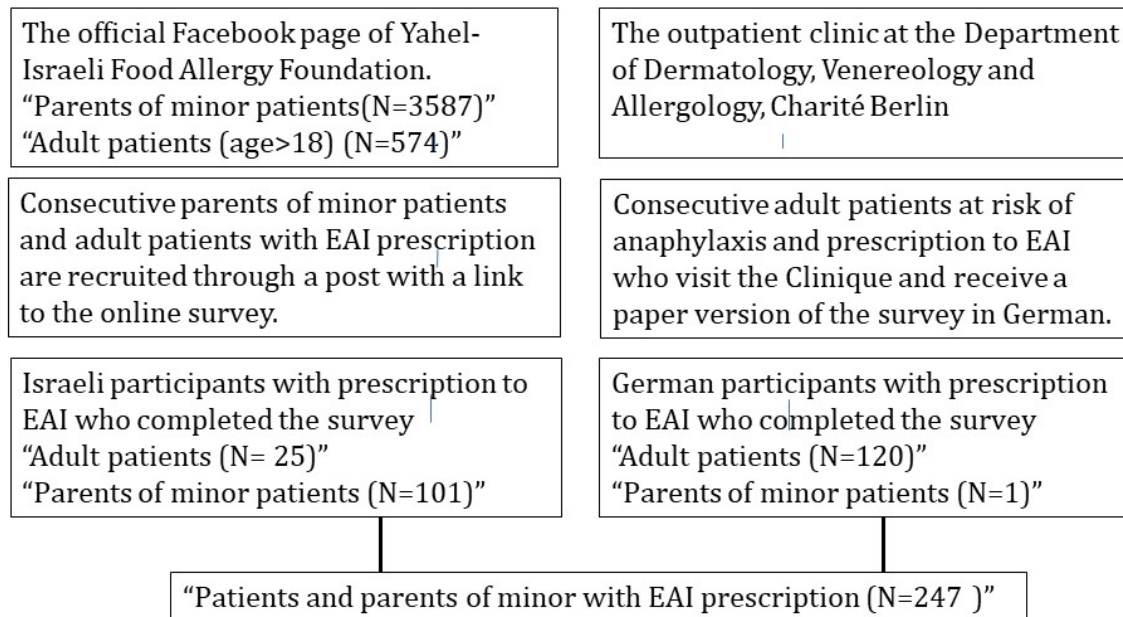 The official Facebook page of Yahel-
Israeli Food Allergy Foundation.
“Parents of minor patients(N=3587)”
“Adult patients (age>18) (N=574)”
The outpatient clinic at the Department
of Dermatology, Venereology and
Allergology, Charité Berlin
Consecutive parents of minor patients
and adult patients with EAI prescription
are recruited through a post with a link
to the online survey.
Consecutive adult patients at risk of
anaphylaxis and prescription to EAI
who visit the Clinique and receive a
paper version of the survey in German.
Israeli participants with prescription to
EAI who completed the survey
“Adult patients (N= 25)”
“Parents of minor patients (N=101)”
German participants with prescription
to EAI who completed the survey
“Adult patients (N=120)”
“Parents of minor patients (N=1)”
“Patients and parents of minor with EAI prescription (N=247 )”